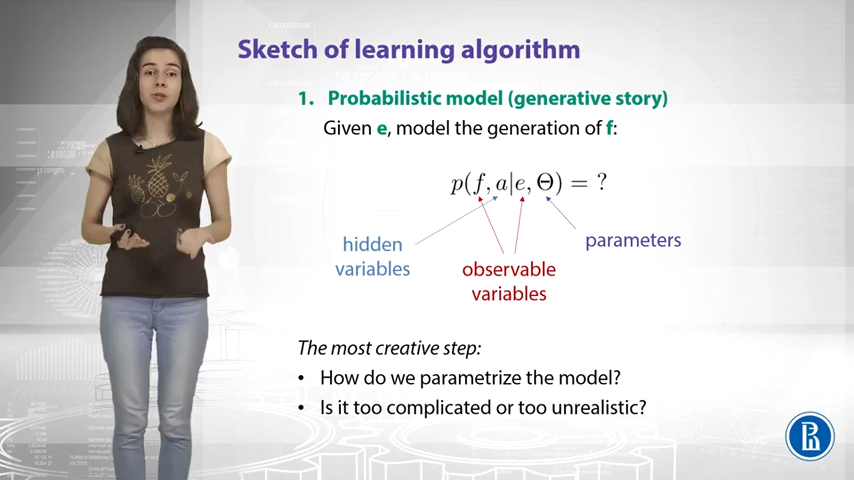 Sketch of learning algorithm
1. Probabilistic model (generative story)
Given e, model the generation of f:
p(f, a|e, Θ) = ?
hidden
variables
observable
variables
parameters
The most creative step:
• How do we parametrize the model?
• Is it too complicated or too unrealistic?